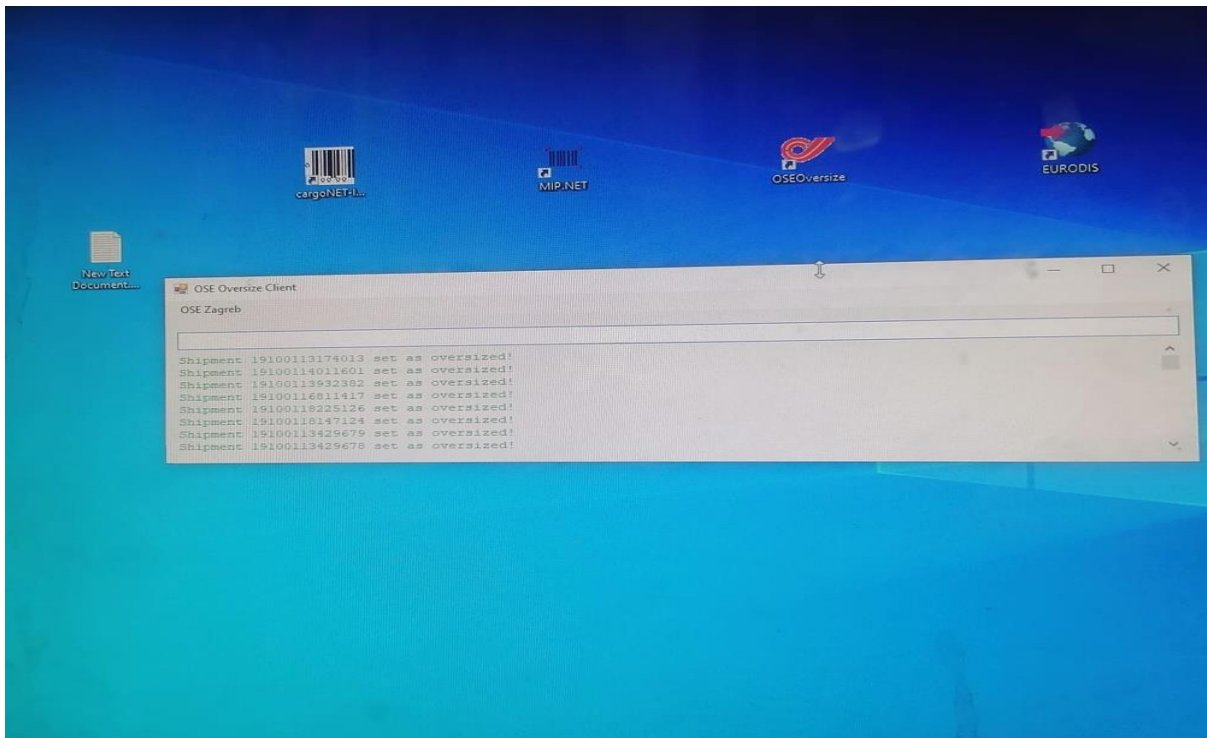 cargoNET-I...
MIP.NET
OSEOversize
EURODIS
New Text
Document....
OSE Oversize Client
OSE Zagreb
Shipment 19100113174013 set as oversized!
Shipment 19100114011601 set as oversized!
Shipment 19100113932382 set as oversized!
Shipment 19100116811417 set as oversized!
Shipment 19100118225126 set as oversized!
Shipment 19100118147124 set as oversized!
Shipment 19100113429679 set as oversized!
Shipment 19100113429678 set as oversized!